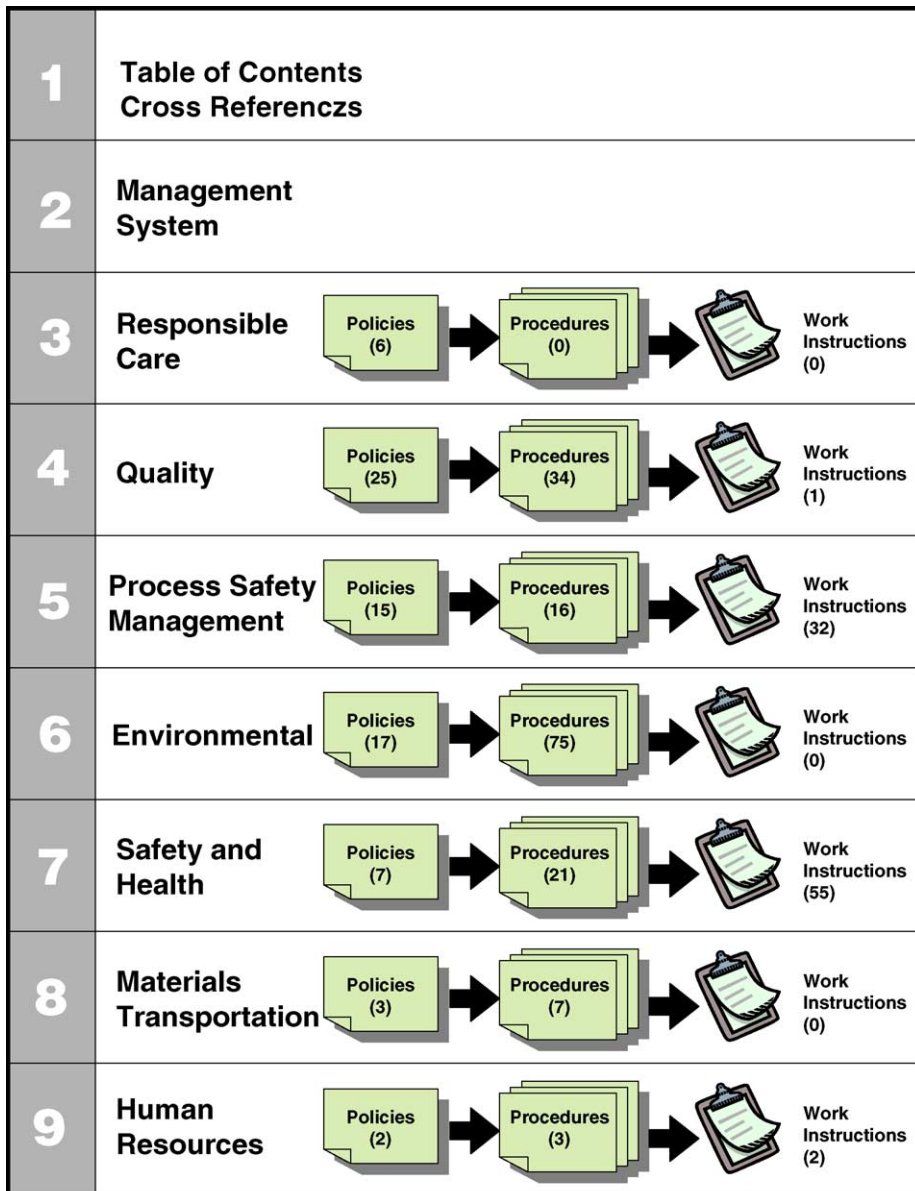 1
Table of Contents
Cross Referenczs
2
Management
System
3
Responsible
Care
Policies
(6)
Procedures
(0)
Work
Instructions
(0)
4
Quality
Policies
(25)
Procedures
(34)
Work
Instructions
(1)
5
Process Safety
Management
Policies
(15)
Procedures
(16)
Work
Instructions
(32)
6
Environmental
Policies
(17)
Procedures
(75)
Work
Instructions
(0)
7
Safety and
Health
Policies
(7)
Procedures
(21)
Work
Instructions
(55)
8
Materials
Transportation
Policies
(3)
Procedures
(7)
Work
Instructions
(0)
9
Human
Resources
Policies
(2)
Procedures
(3)
Work
Instructions
(2)